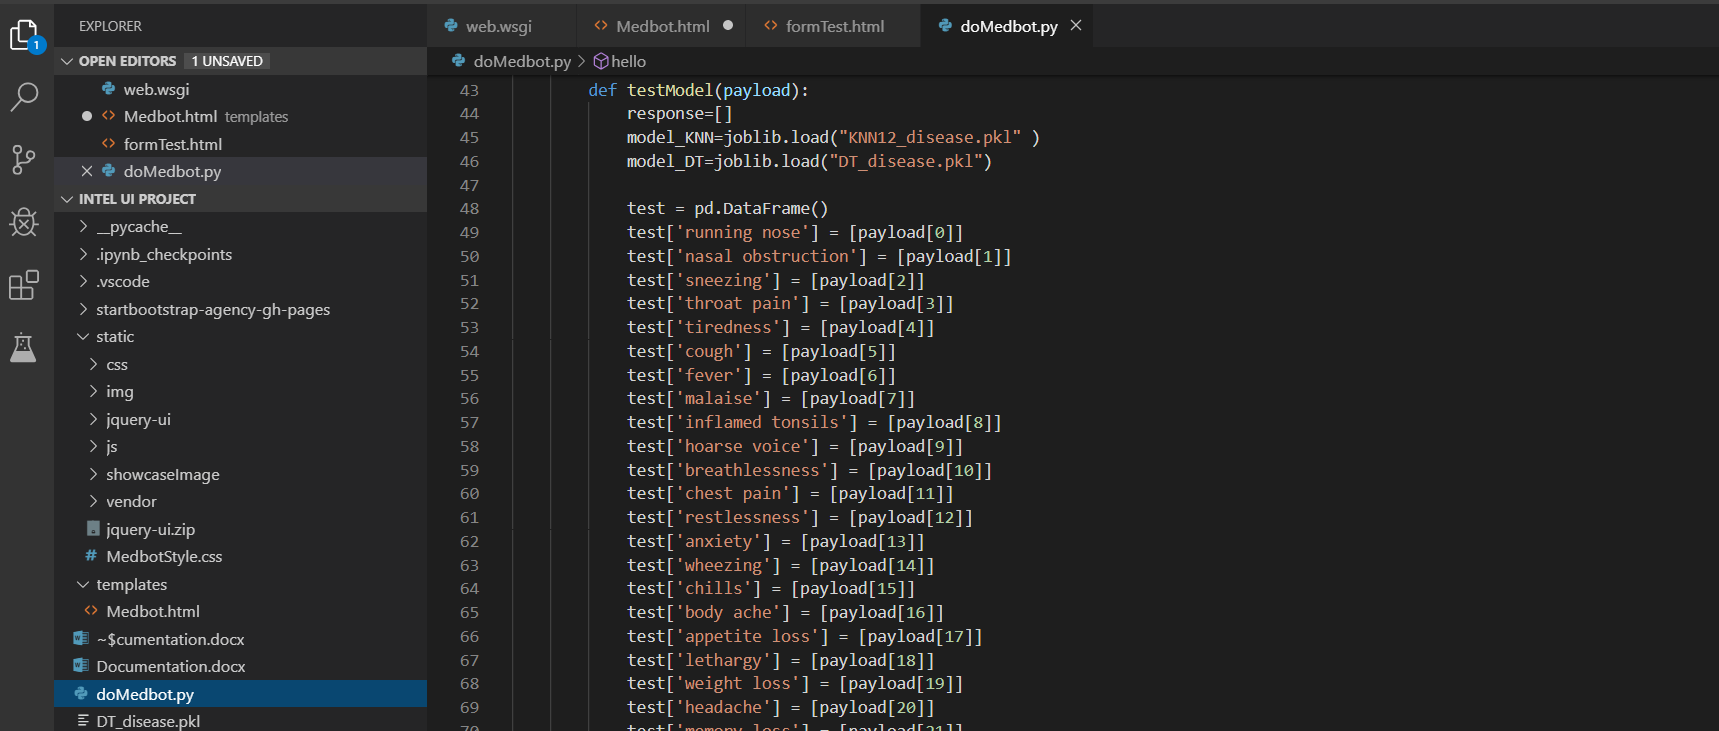 EXPLORER
OPEN EDITORS 1 UNSAVED
web.wsgi
Medbot.html templates
formTest.html
doMedbot.py
INTEL UI PROJECT
__pycache__
.ipynb_checkpoints
.vscode
startbootstrap-agency-gh-pages
static
css
img
jquery-ui
js
showcaseImage
vendor
jquery-ui.zip
# MedbotStyle.css
templates
Medbot.html
~$cumentation.docx
Documentation.docx
doMedbot.py
DT_disease.pkl
1
web.wsgi Medbot.html formTest.html doMedbot.py
doMedbot.py > hello
43 def testModel(payload):
44 response=[]
45 model_KNN=joblib.load("KNN12_disease.pkl" )
46 model_DT=joblib.load("DT_disease.pkl")
47
48 test = pd.DataFrame()
49 test['running nose'] = [payload[0]]
50 test['nasal obstruction'] = [payload[1]]
51 test['sneezing'] = [payload[2]]
52 test['throat pain'] = [payload[3]]
53 test['tiredness'] = [payload[4]]
54 test['cough'] = [payload[5]]
55 test['fever'] = [payload[6]]
56 test['malaise'] = [payload[7]]
57 test['inflamed tonsils'] = [payload[8]]
58 test['hoarse voice'] = [payload[9]]
59 test['breathlessness'] = [payload[10]]
60 test['chest pain'] = [payload[11]]
61 test['restlessness'] = [payload[12]]
62 test['anxiety'] = [payload[13]]
63 test['wheezing'] = [payload[14]]
64 test['chills'] = [payload[15]]
65 test['body ache'] = [payload[16]]
66 test['appetite loss'] = [payload[17]]
67 test['lethargy'] = [payload[18]]
68 test['weight loss'] = [payload[19]]
69 test['headache'] = [payload[20]]
70 test['memory loss'] = [payload[21]]